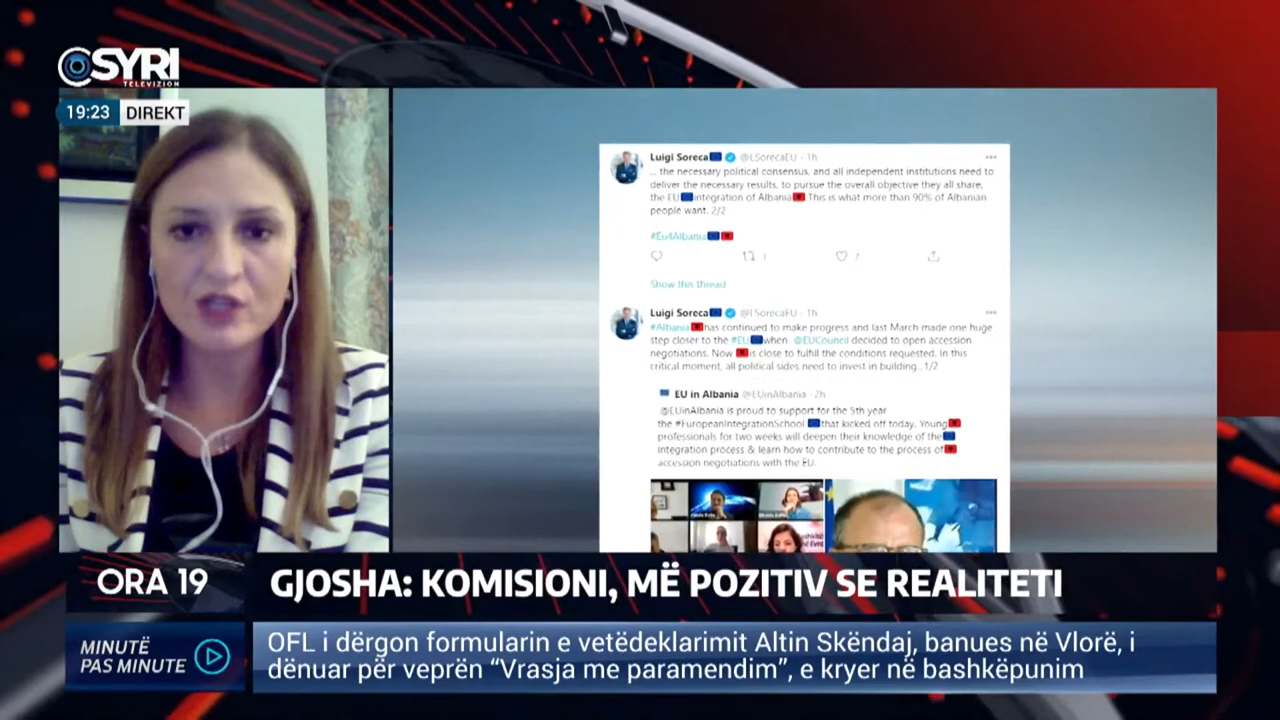 SYRI
TELEVIZION
19:23 DIREKT
Luigi Soreca @LSorecaEU · 1h
... the necessary political consensus, and all independent institutions need to
deliver the necessary results, to pursue the overall objective they all share,
the EU integration of Albania This is what more than 90% of Albanian
people want. 2/2
#Eu4Albania
1
7
Show this thread
Luigi Soreca @LSorecaEU · 1h
#Albania has continued to make progress and last March made one huge
step closer to the #EU when @EUCouncil decided to open accession
negotiations. Now is close to fulfill the conditions requested. In this
critical moment, all political sides need to invest in building...1/2
EU in Albania @EUinAlbania · 2h
@EUinAlbania is proud to support for the 5th year
the #EuropeanIntegrationSchool that kicked off today. Young
professionals for two weeks will deepen their knowledge of the
integration process & learn how to contribute to the process of
accession negotiations with the EU.
ORA 19
GJOSHA: KOMISIONI, MË POZITIV SE REALITETI
MINUTË
PAS MINUTE
OFL i dërgon formularin e vetëdeklarimit Altin Skëndaj, banues në Vlorë, i
dënuar për veprën “Vrasja me paramendim”, e kryer në bashkëpunim